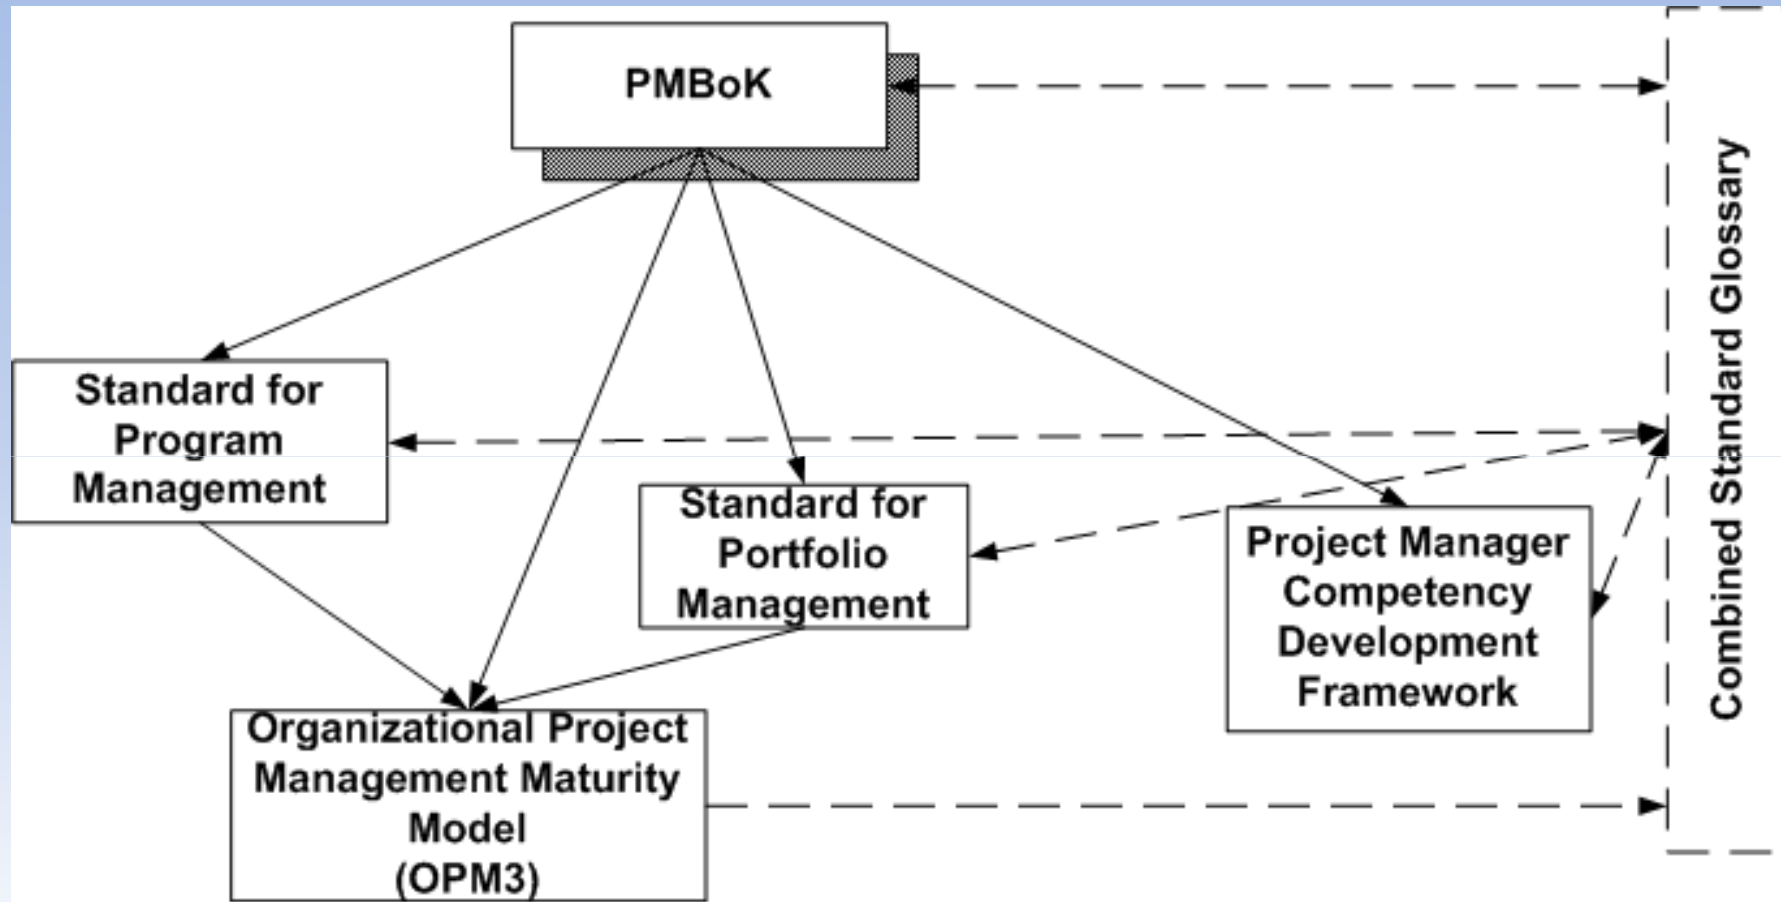 PMBoK
Standard for
Program
Management
Standard for
Portfolio
Management
Project Manager
Competency
Development
Framework
Organizational Project
Management Maturity
Model
(OPM3)
Combined Standard Glossary